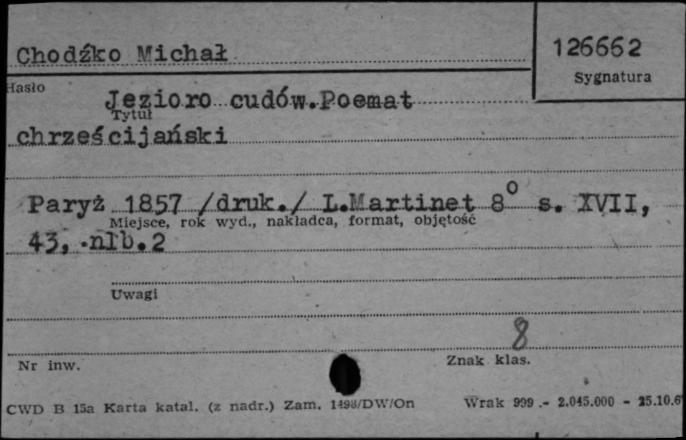 Chodźko Michał
126662
Sygnatura
Hasło
Jezioro cudów.Poemat
Tytuł
chrześcijański
Paryż 1857 /druk./ L.Martinet 8° s. XVII,
Miejsce, rok wyd., nakładca, format, objętość
43, nlb.2
Uwagi
8
Nr inw.
Znak klas.
CWD B 15a Karta katal. (z nadr.) Zam. 1498/DW/On Wrak 999 .- 2.045.000 - 25.10.6